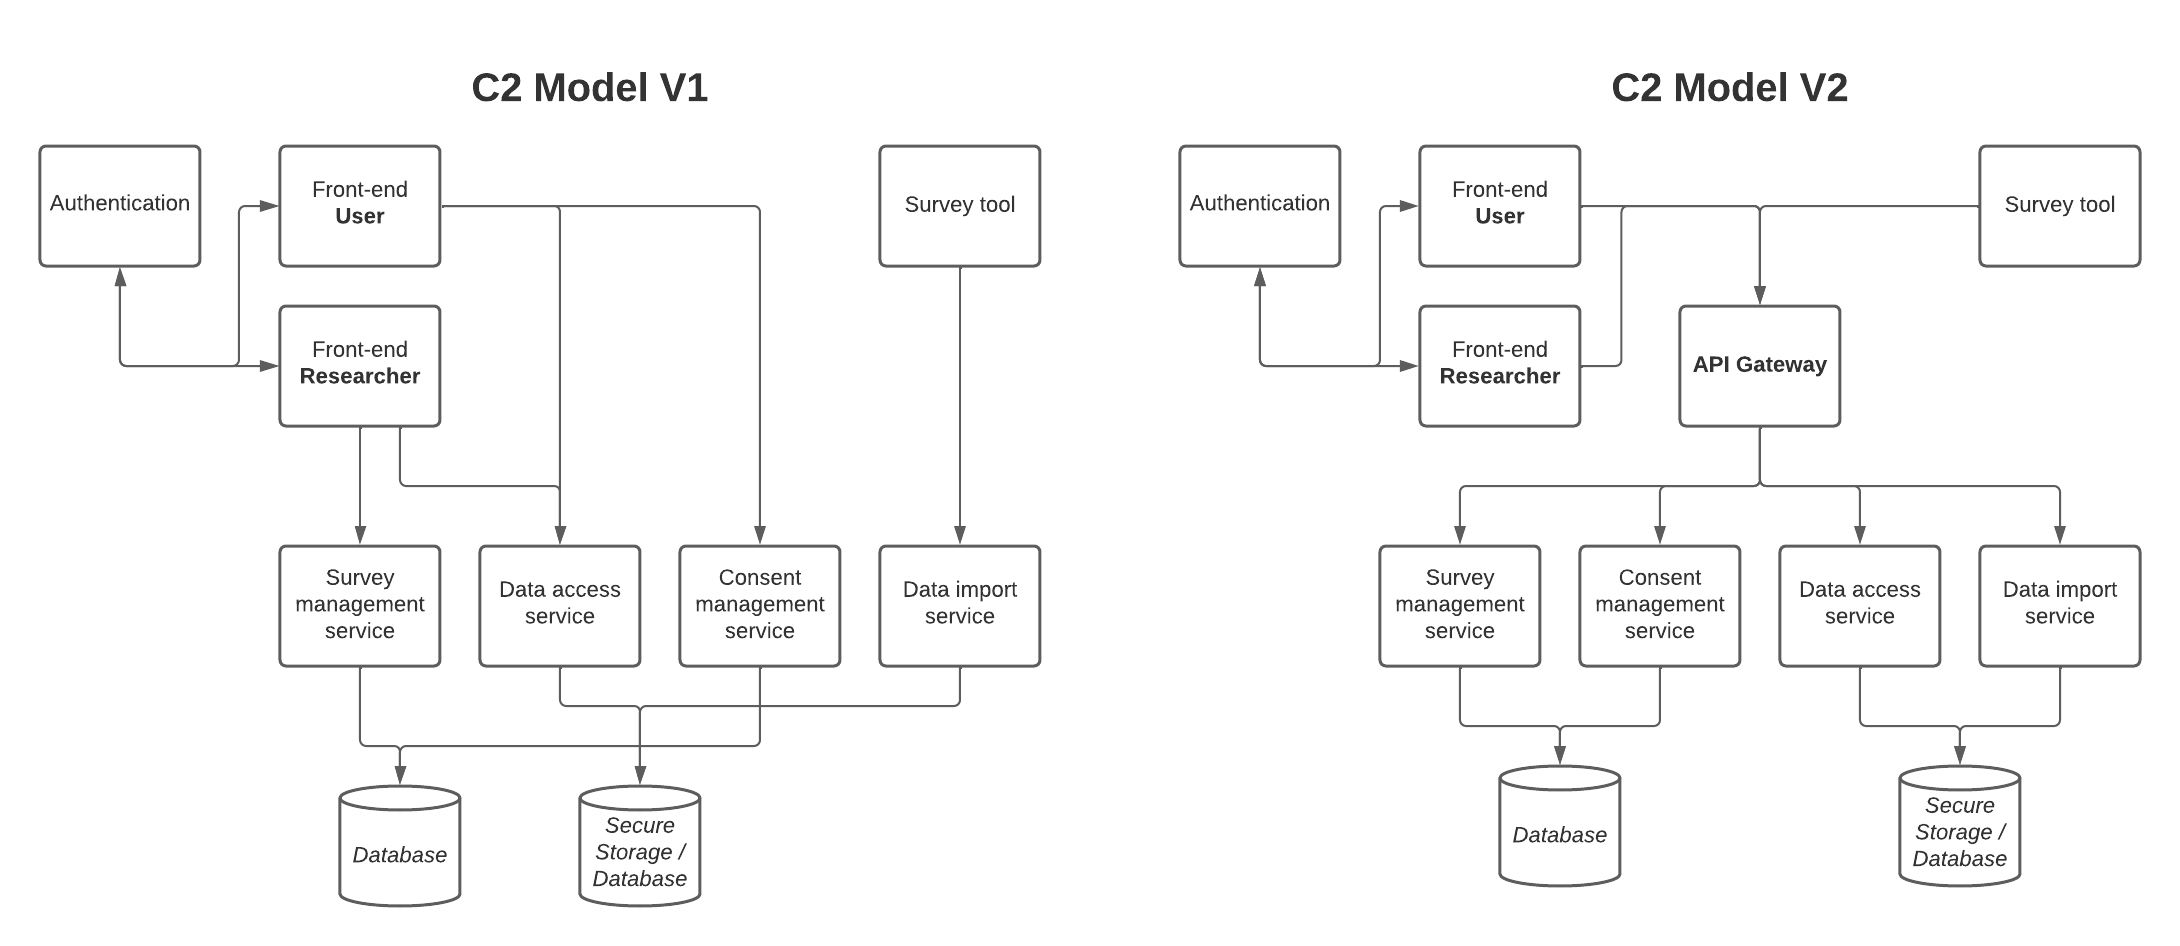 C2 Model V1
Authentication
Front-end
User
Survey tool
Front-end
Researcher
Survey
management
service
Data access
service
Consent
management
service
Data import
service
Database
Secure
Storage /
Database
C2 Model V2
Authentication
Front-end
User
Survey tool
Front-end
Researcher
API Gateway
Survey
management
service
Consent
management
service
Data access
service
Data import
service
Database
Secure
Storage /
Database